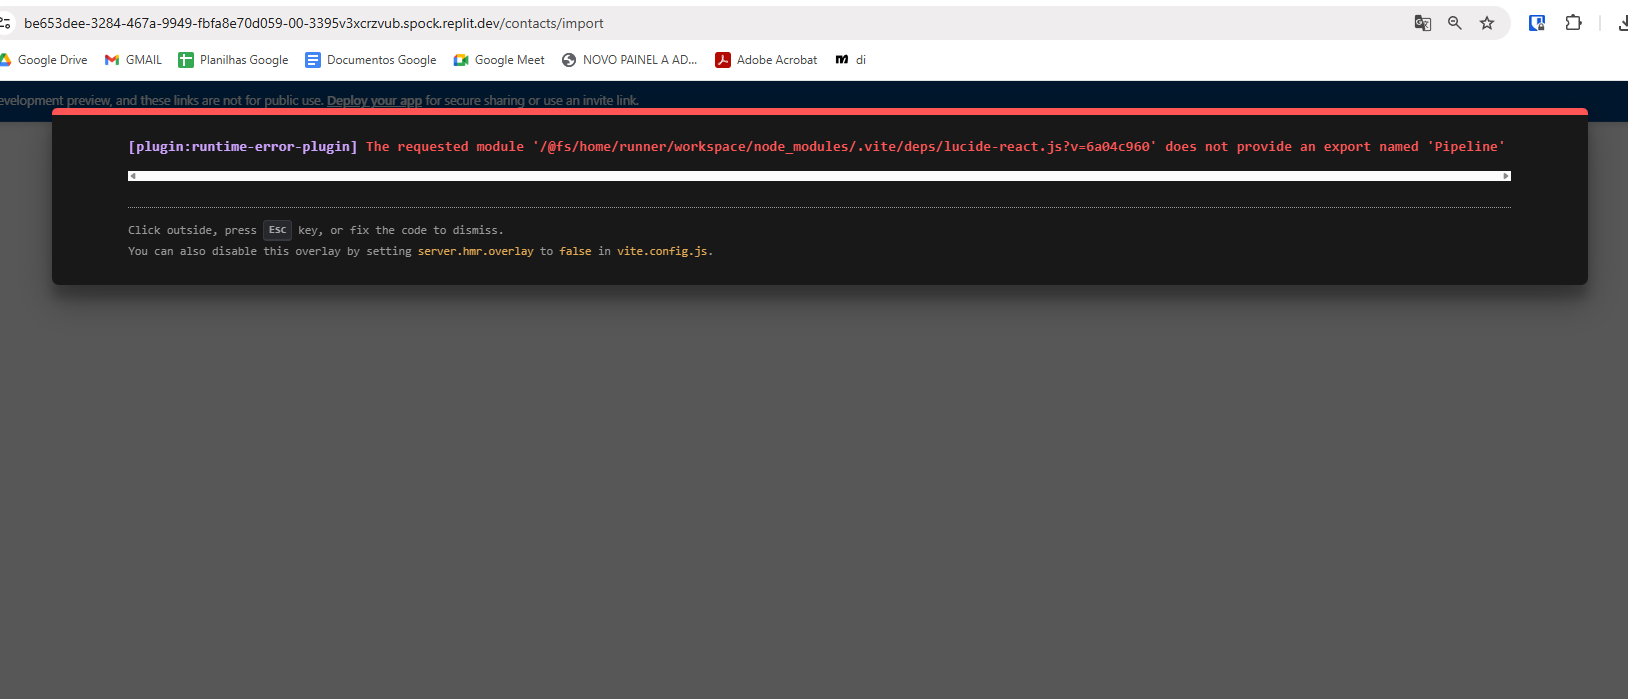 be653dee-3284-467a-9949-fbfa8e70d059-00-3395v3xcrzvub.spock.replit.dev/contacts/import
Google Drive GMAIL Planilhas Google Documentos Google Google Meet NOVO PAINEL A AD... Adobe Acrobat di
evelopment preview, and these links are not for public use. Deploy your app for secure sharing or use an invite link.
[plugin:runtime-error-plugin] The requested module '/@fs/home/runner/workspace/node_modules/.vite/deps/lucide-react.js?v=6a04c960' does not provide an export named 'Pipeline'
Click outside, press Esc key, or fix the code to dismiss.
You can also disable this overlay by setting server.hmr.overlay to false in vite.config.js.